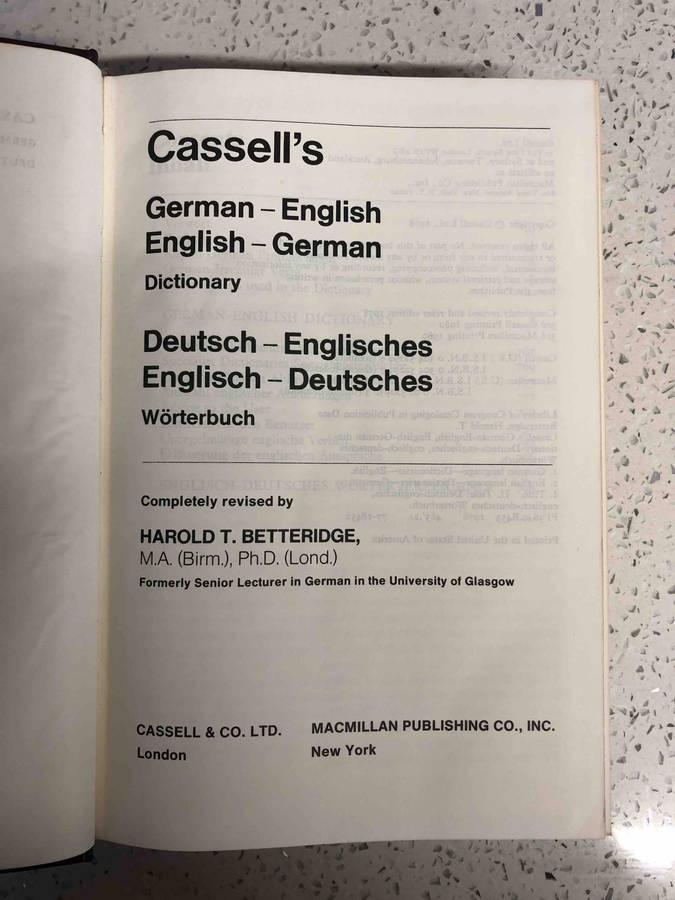 Cassell's
German – English
English – German
Dictionary
Deutsch – Englisches
Englisch – Deutsches
Wörterbuch
Completely revised by
HAROLD T. BETTERIDGE,
M.A. (Birm.), Ph.D. (Lond.)
Formerly Senior Lecturer in German in the University of Glasgow
CASSELL & CO. LTD.
London
MACMILLAN PUBLISHING CO., INC.
New York